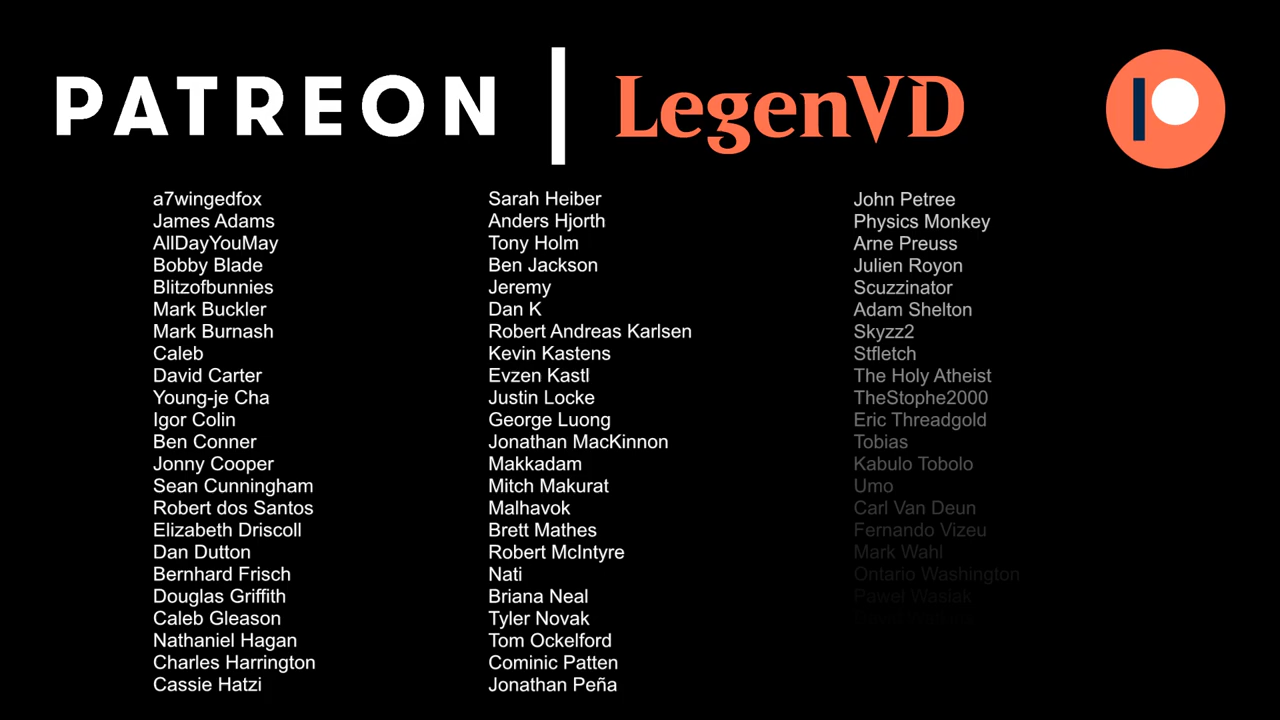 PATREON | LegenVD
a7wingedfox
James Adams
AllDayYouMay
Bobby Blade
Blitzofbunnies
Mark Buckler
Mark Burnash
Caleb
David Carter
Young-je Cha
Igor Colin
Ben Conner
Jonny Cooper
Sean Cunningham
Robert dos Santos
Elizabeth Driscoll
Dan Dutton
Bernhard Frisch
Douglas Griffith
Caleb Gleason
Nathaniel Hagan
Charles Harrington
Cassie Hatzi
Sarah Heiber
Anders Hjorth
Tony Holm
Ben Jackson
Jeremy
Dan K
Robert Andreas Karlsen
Kevin Kastens
Evzen Kastl
Justin Locke
George Luong
Jonathan MacKinnon
Makkadam
Mitch Makurat
Malhavok
Brett Mathes
Robert McIntyre
Nati
Briana Neal
Tyler Novak
Tom Ockelford
Cominic Patten
Jonathan Peña
John Petree
Physics Monkey
Arne Preuss
Julien Royon
Scuzzinator
Adam Shelton
Skyzz2
Stfletch
The Holy Atheist
TheStophe2000
Eric Threadgold
Tobias
Kabulo Tobolo
Umo
Carl Van Deun
Fernando Vizeu
Mark Wahl
Ontario Washington
Paweł Wasiak